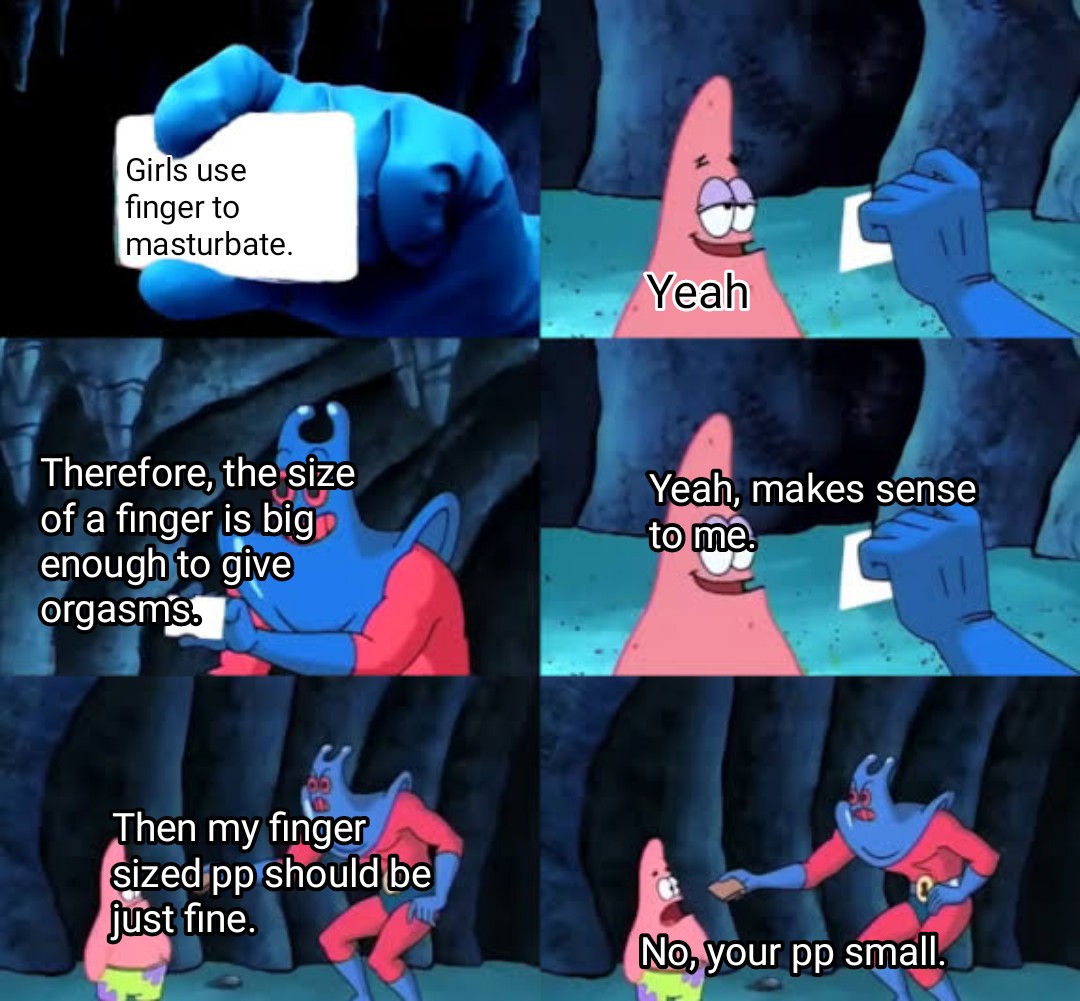 Girls use
finger to
masturbate.
Yeah
Therefore, the size
of a finger is big
enough to give
orgasms.
Yeah, makes sense
to me.
Then my finger
sized pp should be
just fine.
No, your pp small.